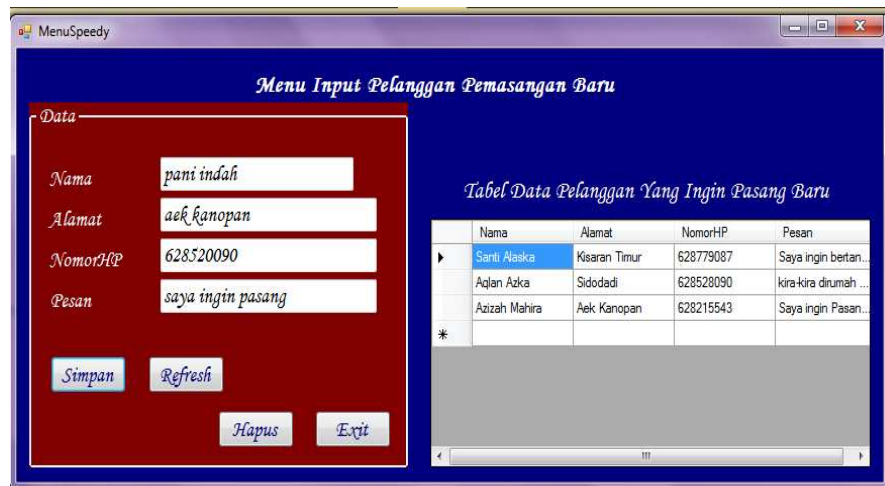 MenuSpeedy
Menu Input Pelanggan Pemasangan Baru
Data
Nama pani indah
Alamat aek kanopan
NomorHP 628520090
Pesan saya ingin pasang
Simpan Refresh
Hapus Exit
Tabel Data Pelanggan Yang Ingin Pasang Baru
Nama Alamat NomorHP Pesan
Santi Alaska Kisaran Timur 628779087 Saya ingin bertan...
Aqlan Azka Sidodadi 628528090 kira-kira dirumah ...
Azizah Mahira Aek Kanopan 628215543 Saya ingin Pasan...